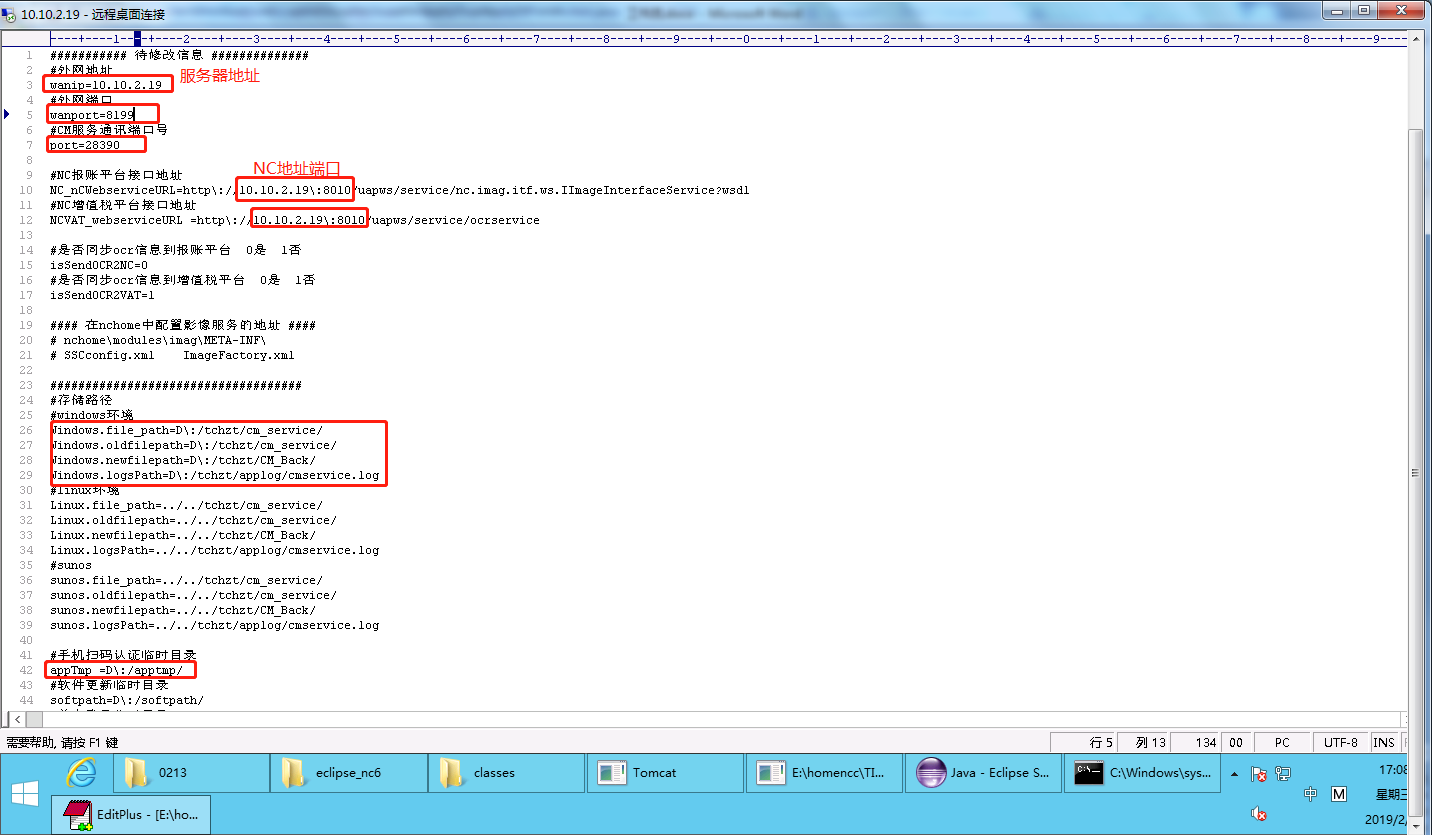 10.10.2.19 - 远程桌面连接
----+----1----+----2----+----3----+----4----+----5----+----6----+----7----+----8----+----9----+----0----+----1----+----2----+----3----+----4----+----5----+----6----+----7----+----8----+----9----
1 ########### 待修改信息 ##############
2 #外网地址
服务器地址
3 wanip=10.10.2.19
4 #外网端口
5 wanport=8199
6 #CM服务通讯端口号
7 port=28390
8
NC地址端口
9 #NC报账平台接口地址
10 NC_nCWebserviceURL=http\://10.10.2.19\:8010/uapws/service/nc.imag.itf.ws.IImageInterfaceService?wsdl
11 #NC增值税平台接口地址
12 NCVAT_webserviceURL =http\://10.10.2.19\:8010/uapws/service/ocrservice
13
14 #是否同步ocr信息到报账平台 0是 1否
15 isSendOCR2NC=0
16 #是否同步ocr信息到增值税平台 0是 1否
17 isSendOCR2VAT=1
18
19 #### 在nchome中配置影像服务的地址 ####
20 # nchome\modules\imag\META-INF\
21 # SSCconfig.xml ImageFactory.xml
22
23 ####################################
24 #存储路径
25 #windows环境
26 Windows.file_path=D\:/tchzt/cm_service/
27 Windows.oldfilepath=D\:/tchzt/cm_service/
28 Windows.newfilepath=D\:/tchzt/CM_Back/
29 Windows.logsPath=D\:/tchzt/applog/cmservice.log
30 #linux环境
31 Linux.file_path=../../tchzt/cm_service/
32 Linux.oldfilepath=../../tchzt/cm_service/
33 Linux.newfilepath=../../tchzt/CM_Back/
34 Linux.logsPath=../../tchzt/applog/cmservice.log
35 #sunos
36 sunos.file_path=../../tchzt/cm_service/
37 sunos.oldfilepath=../../tchzt/cm_service/
38 sunos.newfilepath=../../tchzt/CM_Back/
39 sunos.logsPath=../../tchzt/applog/cmservice.log
40
41 #手机扫码认证临时目录
42 appTmp =D\:/apptmp/
43 #软件更新临时目录
44 softpath=D\:/softpath/
需要帮助, 请按 F1 键 行 5 列 13 134 00 PC UTF-8 INS
0213 eclipse_nc6 classes Tomcat E:\homencc\TI... Java - Eclipse S... C:\Windows\sys... 17:08
中 M 星期三
EditPlus - [E:\ho... 2019/2/